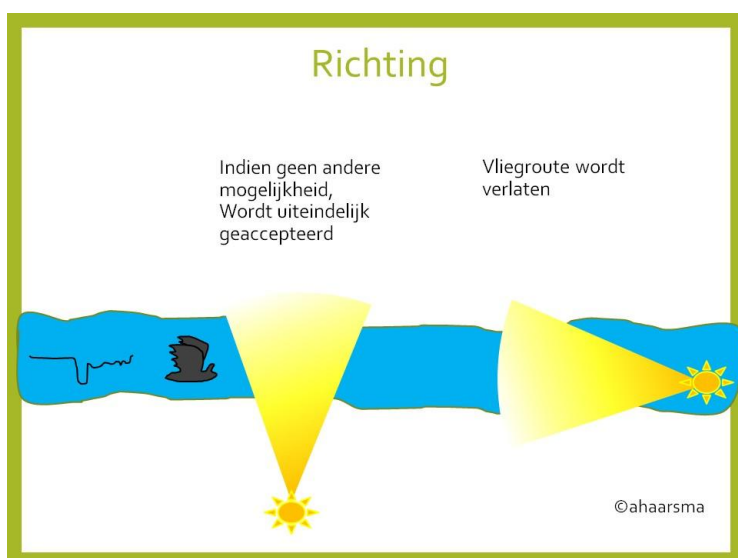 Richting
Indien geen andere
mogelijkheid,
Wordt uiteindelijk
geaccepteerd
Vliegroute wordt
verlaten
©ahaarsma